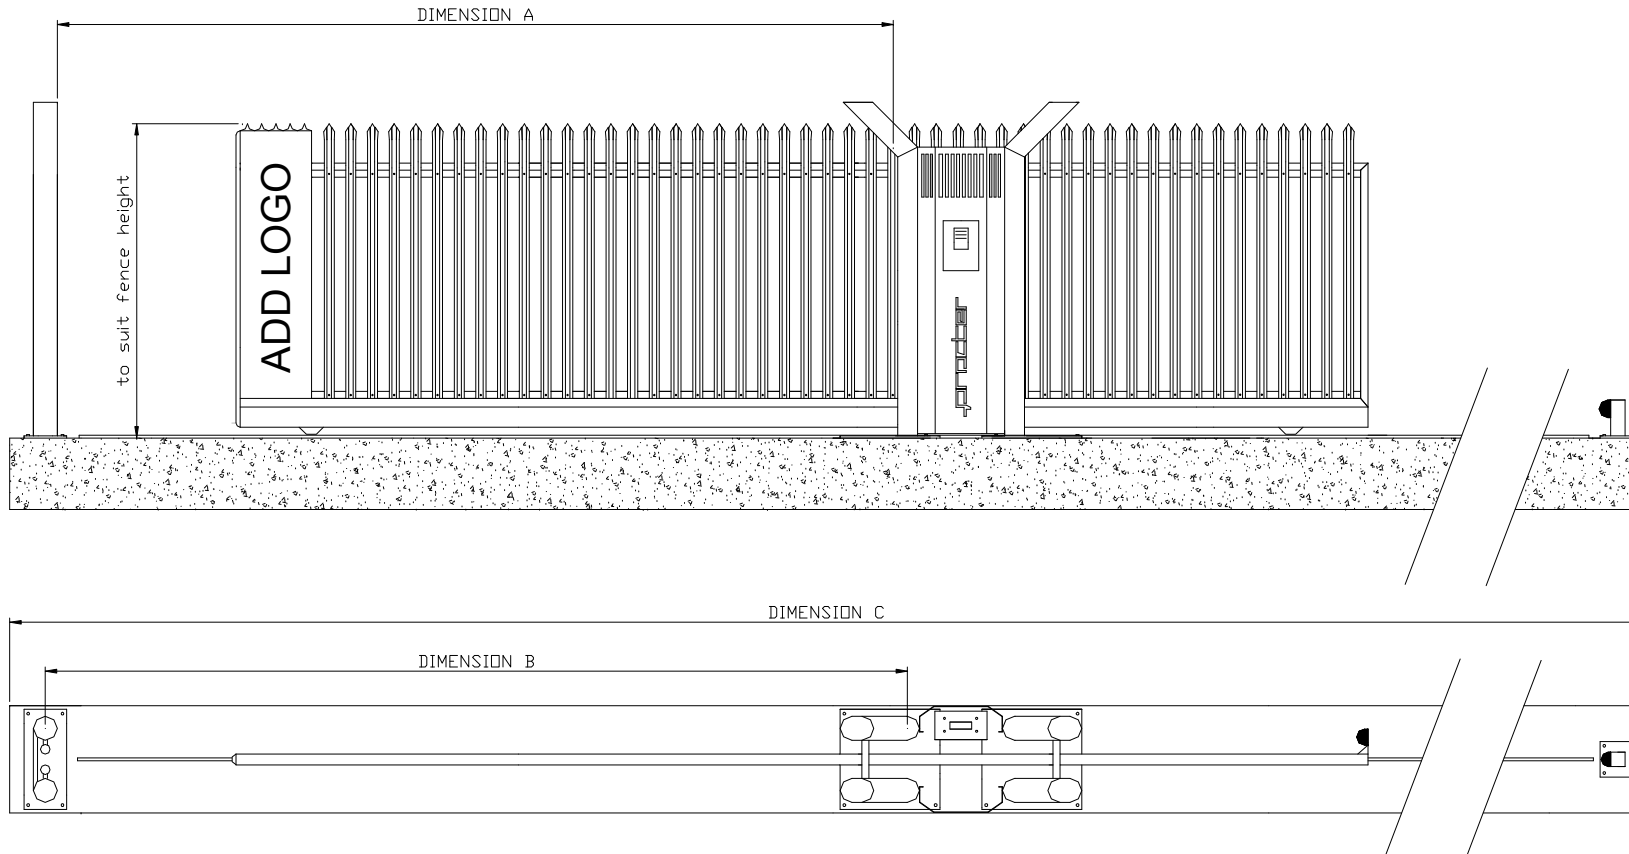 DIMENSION A
to suit fence height
ADD LOGO
DIMENSION C
DIMENSION B